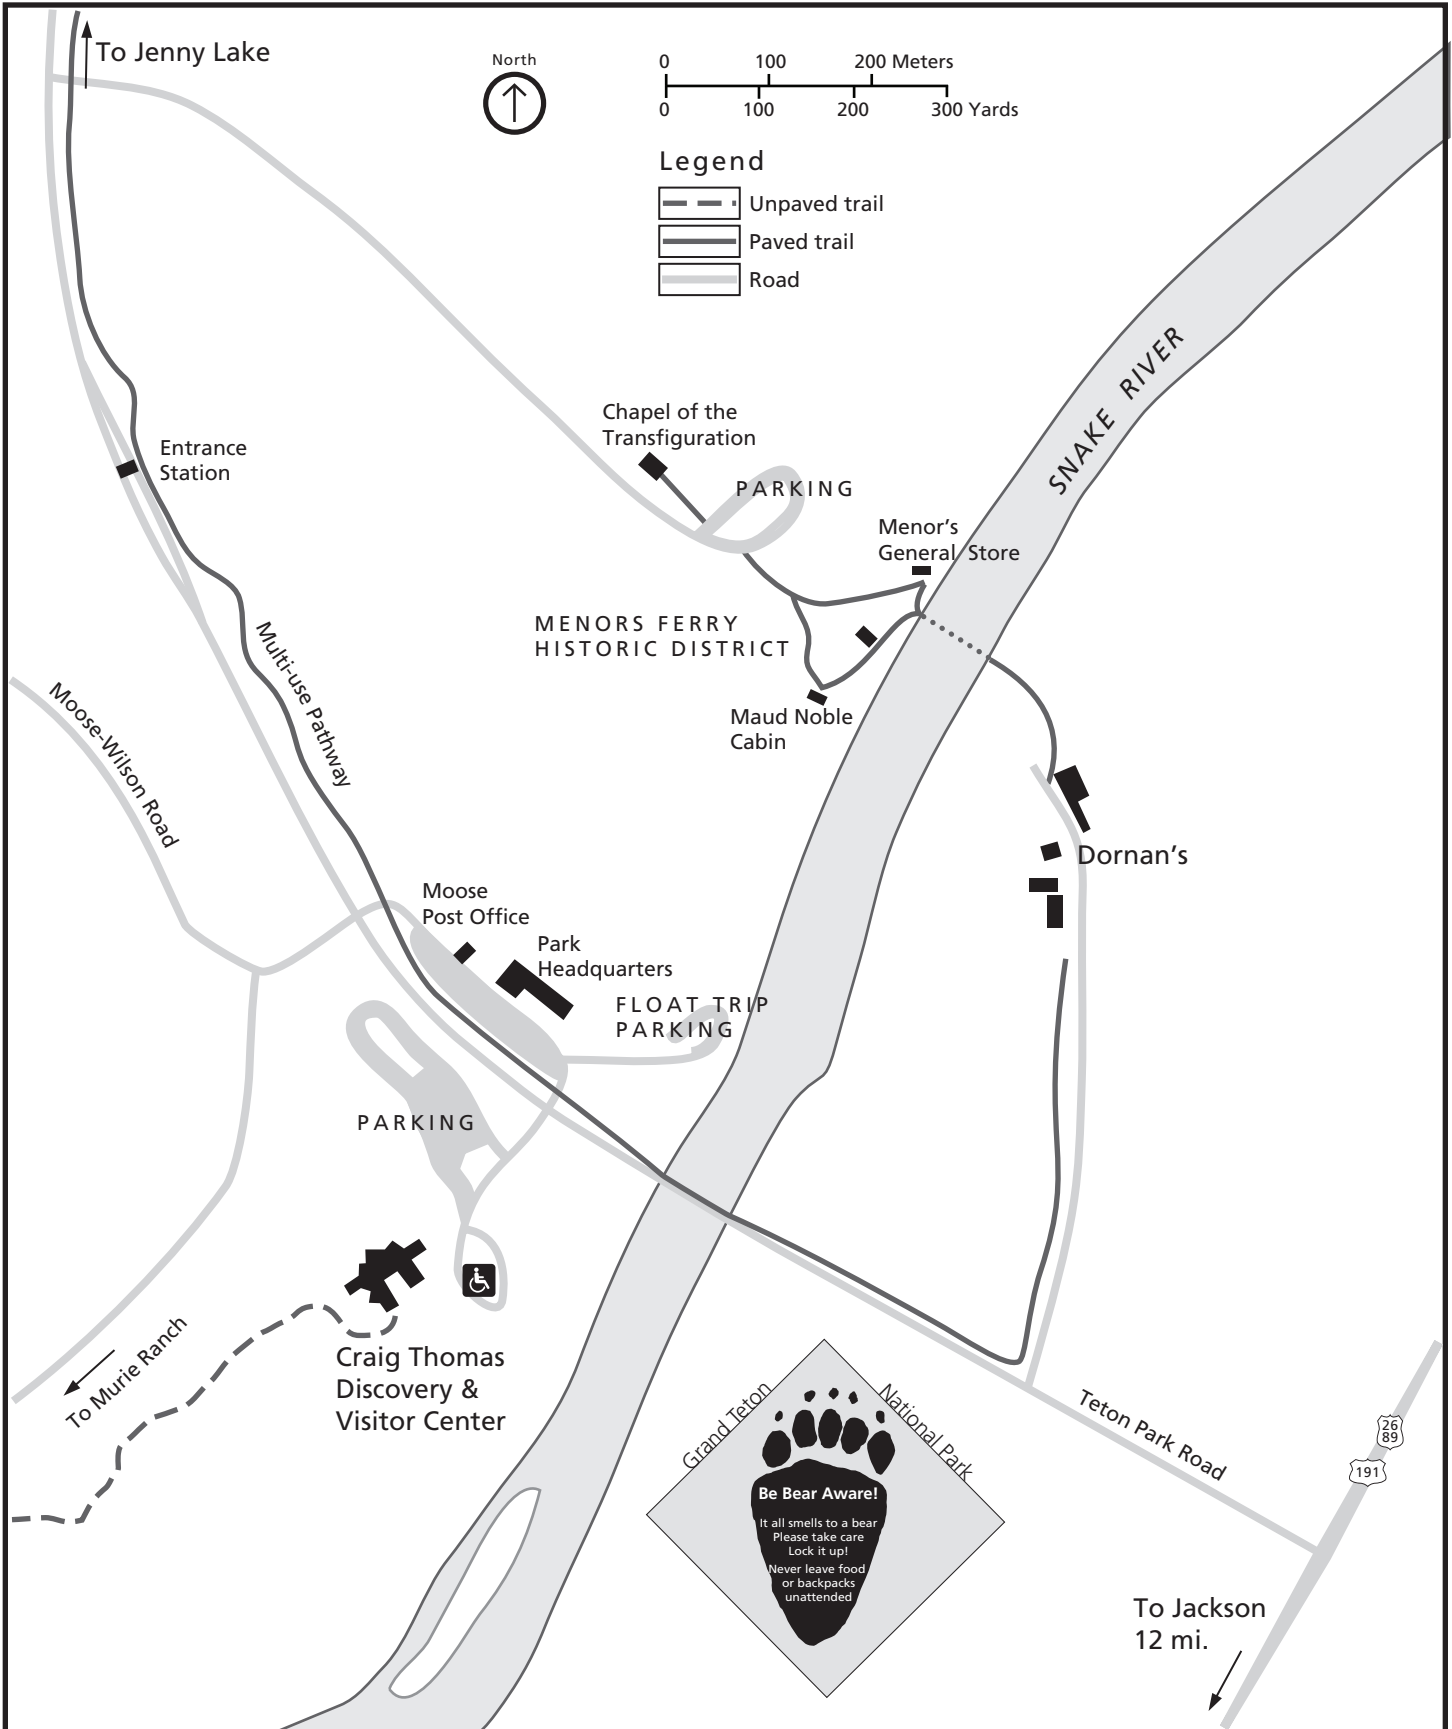 To Jenny Lake
North
0 100 200 Meters
0 100 200 300 Yards
Legend
Unpaved trail
Paved trail
Road
SNAKE RIVER
Chapel of the
Transfiguration
Entrance
Station
PARKING
Menor’s
General Store
MENORS FERRY
HISTORIC DISTRICT
Multi-use Pathway
Moose-Wilson Road
Maud Noble
Cabin
Dornan’s
Moose
Post Office
Park
Headquarters
FLOAT TRIP
PARKING
PARKING
To Murie Ranch
Craig Thomas
Discovery &
Visitor Center
Grand Teton
National Park
Be Bear Aware!
It all smells to a bear
Please take care
Lock it up!
Never leave food
or backpacks
unattended
Teton Park Road
26
89
191
To Jackson
12 mi.